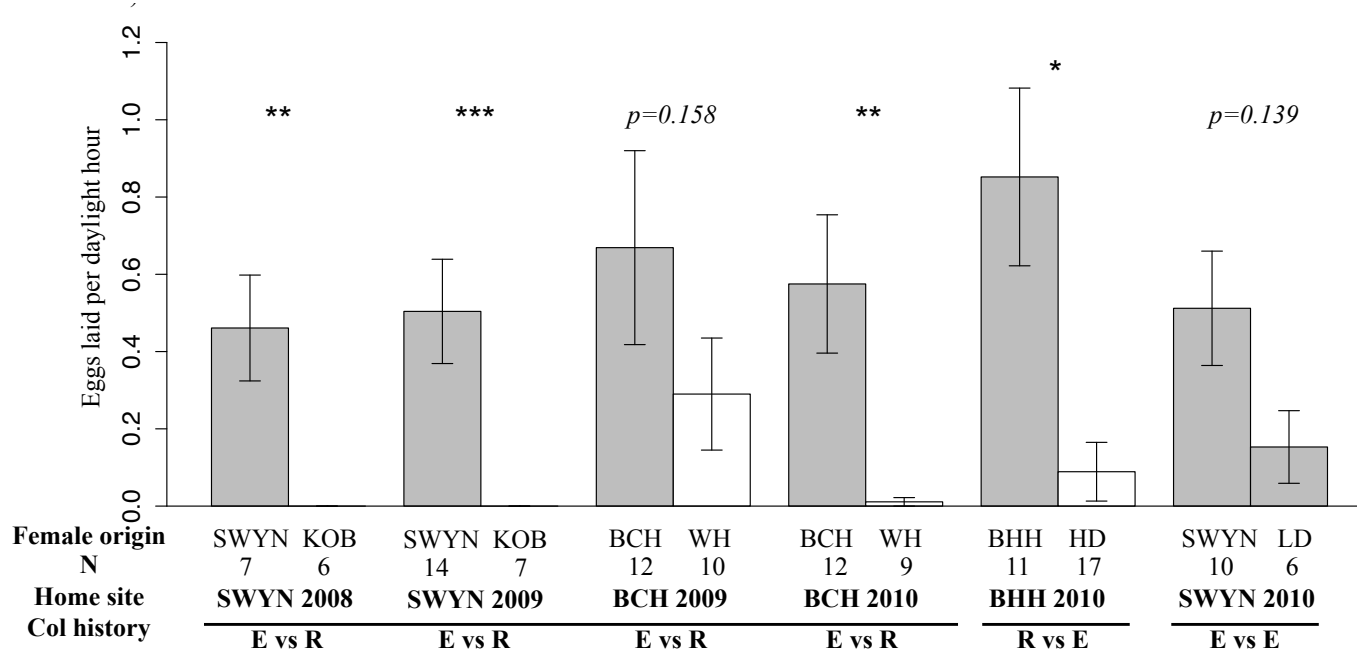 Eggs laid per daylight hour
1.2
1.0
0.8
0.6
0.4
0.2
0.0
** *** p=0.158 ** * p=0.139
Female origin SWYN KOB SWYN KOB BCH WH BCH WH BHH HD SWYN LD
N 7 6 14 7 12 10 12 9 11 17 10 6
Home site SWYN 2008 SWYN 2009 BCH 2009 BCH 2010 BHH 2010 SWYN 2010
Col history E vs R E vs R E vs R E vs R R vs E E vs E